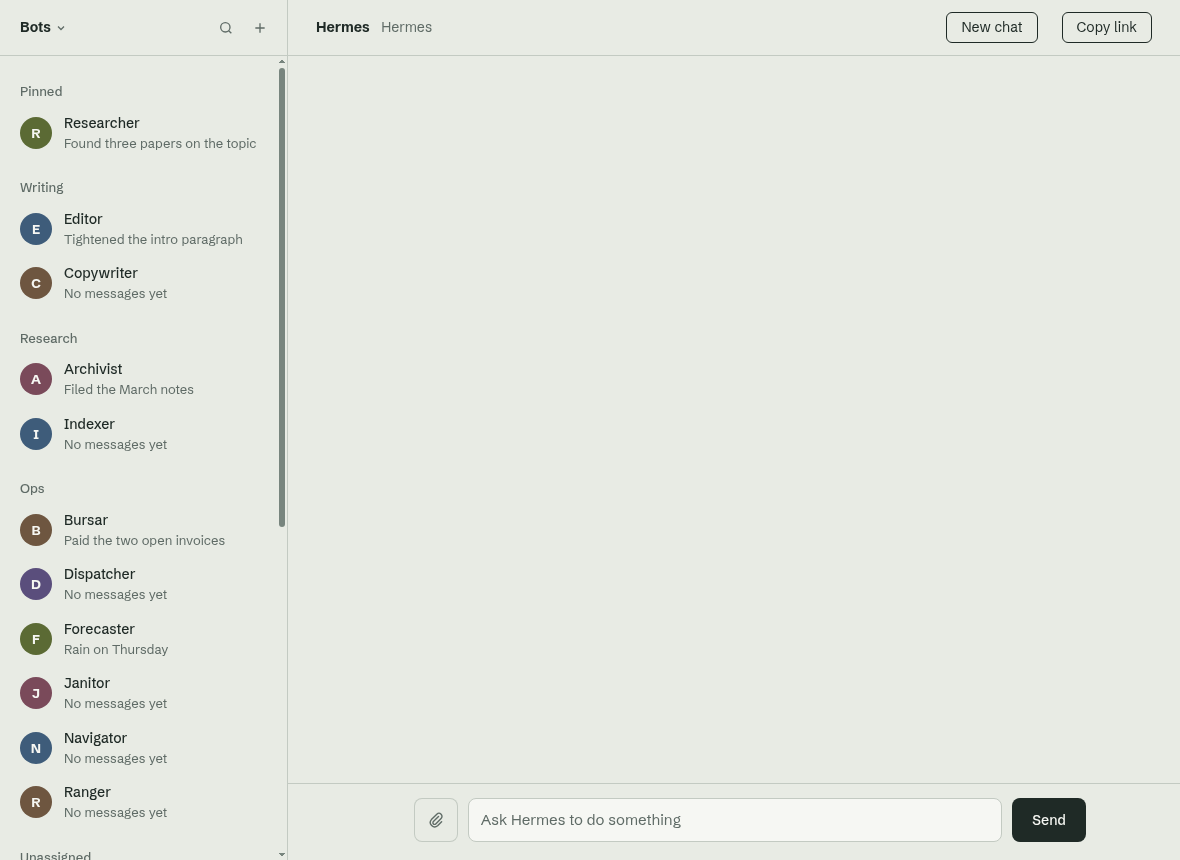 Bots
Hermes Hermes
New chat
Copy link
Pinned
R
Researcher
Found three papers on the topic
Writing
E
Editor
Tightened the intro paragraph
C
Copywriter
No messages yet
Research
A
Archivist
Filed the March notes
I
Indexer
No messages yet
Ops
B
Bursar
Paid the two open invoices
D
Dispatcher
No messages yet
F
Forecaster
Rain on Thursday
J
Janitor
No messages yet
N
Navigator
No messages yet
R
Ranger
No messages yet
Unassigned
Ask Hermes to do something
Send